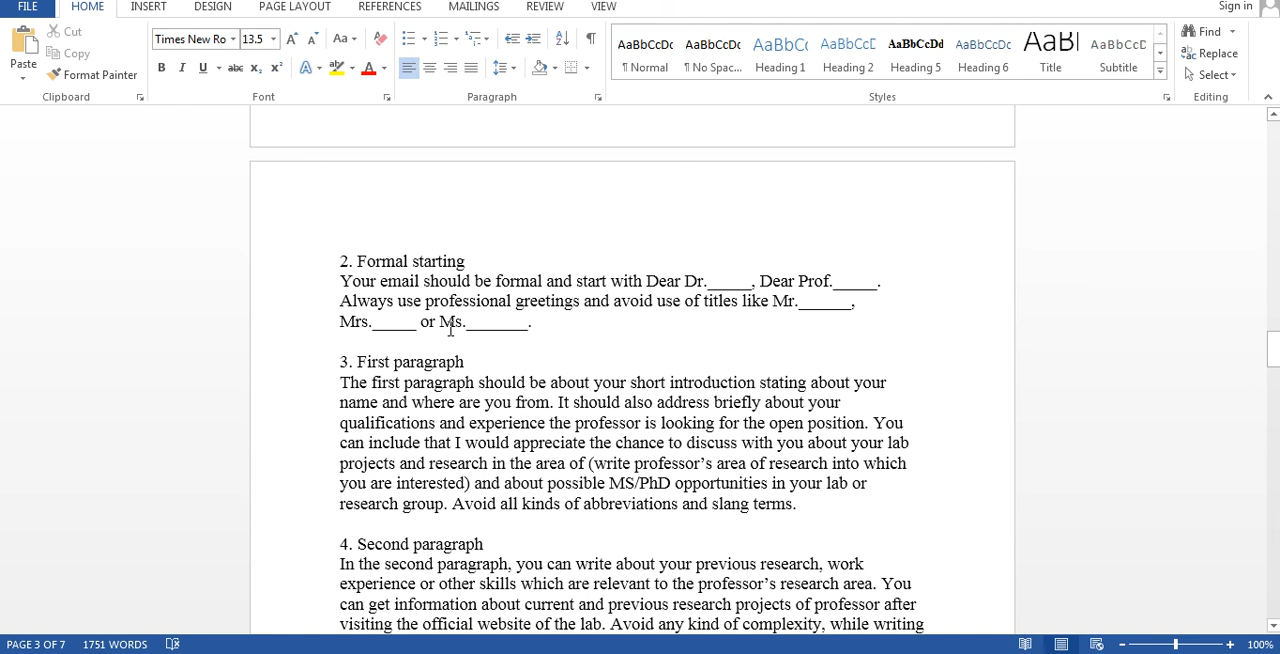 FILE HOME INSERT DESIGN PAGE LAYOUT REFERENCES MAILINGS REVIEW VIEW Sign in
Cut
Copy
Paste
Format Painter
Clipboard
Times New Ro 13.5
Aa
B I U abc x₂ x² A A
Font
Paragraph
AaBbCcDc AaBbCcDc AaBbCc AaBbCcD AaBbCcDd AaBbCcDc AaB AaBbCcD
¶ Normal ¶ No Spac... Heading 1 Heading 2 Heading 5 Heading 6 Title Subtitle
Styles
Find
Replace
Select
Editing
2. Formal starting
Your email should be formal and start with Dear Dr._____, Dear Prof._____.
Always use professional greetings and avoid use of titles like Mr.______,
Mrs._____ or Ms._______.
3. First paragraph
The first paragraph should be about your short introduction stating about your
name and where are you from. It should also address briefly about your
qualifications and experience the professor is looking for the open position. You
can include that I would appreciate the chance to discuss with you about your lab
projects and research in the area of (write professor’s area of research into which
you are interested) and about possible MS/PhD opportunities in your lab or
research group. Avoid all kinds of abbreviations and slang terms.
4. Second paragraph
In the second paragraph, you can write about your previous research, work
experience or other skills which are relevant to the professor’s research area. You
can get information about current and previous research projects of professor after
visiting the official website of the lab. Avoid any kind of complexity, while writing
PAGE 3 OF 7 1751 WORDS 100%